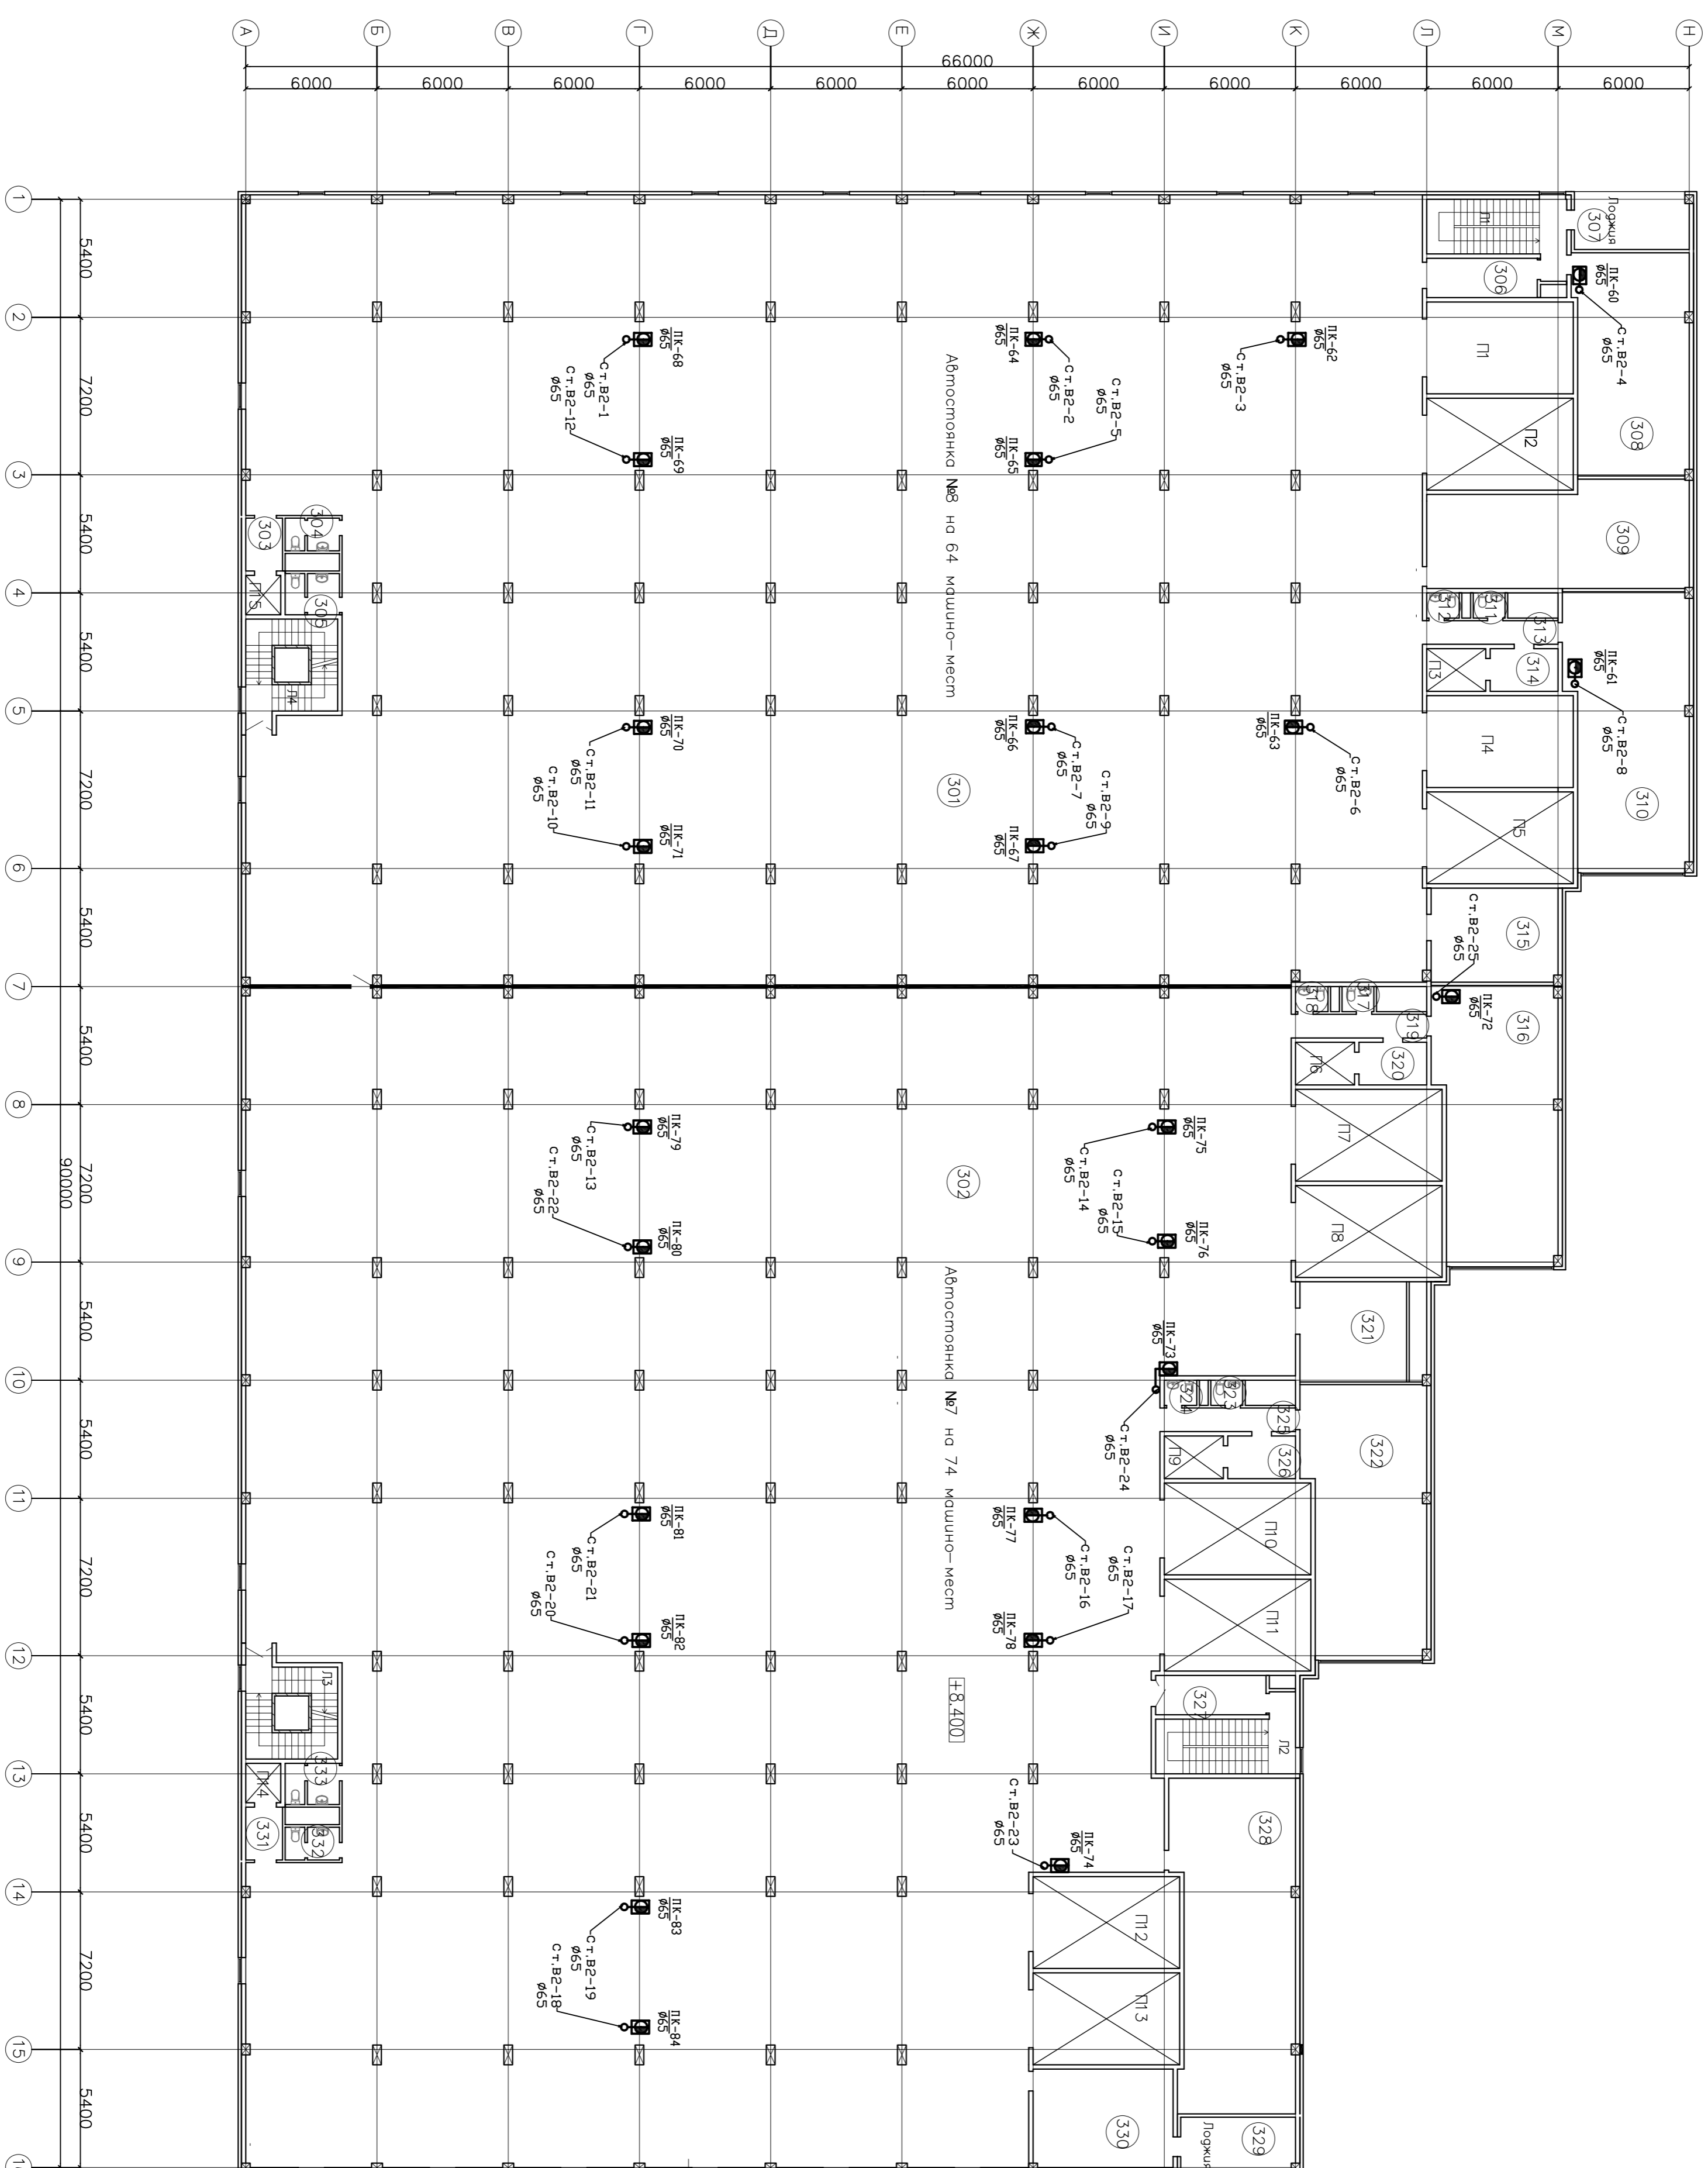 А
Б
В
Г
Д
Е
Ж
И
К
Л
М
Н
66000
6000
6000
6000
6000
6000
6000
6000
6000
6000
6000
6000
1
2
3
4
5
6
7
8
9
10
11
12
13
14
15
90000
5400
7200
5400
5400
7200
5400
5400
7200
5400
5400
7200
5400
5400
7200
5400
Лоджия
307
Л1
306
ПК-60
Ø65
Ст.В2-4
Ø65
П1
П2
308
309
ПК-62
Ø65
Ст.В2-3
Ø65
ПК-64
Ø65
Ст.В2-2
Ø65
ПК-65
Ø65
Ст.В2-5
Ø65
ПК-68
Ø65
Ст.В2-1
Ø65
ПК-69
Ø65
Ст.В2-12
Ø65
Автостоянка №8 на 64 машино-мест
303
304
305
П15
Л4
312
311
313
314
П3
ПК-61
Ø65
Ст.В2-8
Ø65
П4
П5
310
ПК-63
Ø65
Ст.В2-6
Ø65
ПК-66
Ø65
Ст.В2-7
Ø65
ПК-67
Ø65
Ст.В2-9
Ø65
301
ПК-70
Ø65
Ст.В2-11
Ø65
ПК-71
Ø65
Ст.В2-10
Ø65
315
Ст.В2-25
Ø65
ПК-72
Ø65
316
318
317
319
320
П6
П7
П8
ПК-75
Ø65
Ст.В2-14
Ø65
ПК-76
Ø65
Ст.В2-15
Ø65
ПК-79
Ø65
Ст.В2-13
Ø65
ПК-80
Ø65
Ст.В2-22
Ø65
302
Автостоянка №7 на 74 машино-мест
321
322
ПК-73
Ø65
Ст.В2-24
Ø65
324
323
325
326
П9
П10
П11
ПК-77
Ø65
Ст.В2-16
Ø65
ПК-78
Ø65
Ст.В2-17
Ø65
ПК-81
Ø65
Ст.В2-21
Ø65
ПК-82
Ø65
Ст.В2-20
Ø65
+8.400
327
Л2
328
Л3
333
П14
331
332
ПК-74
Ø65
Ст.В2-23
Ø65
П12
П13
ПК-83
Ø65
Ст.В2-19
Ø65
ПК-84
Ø65
Ст.В2-18
Ø65
330
329
Лоджия